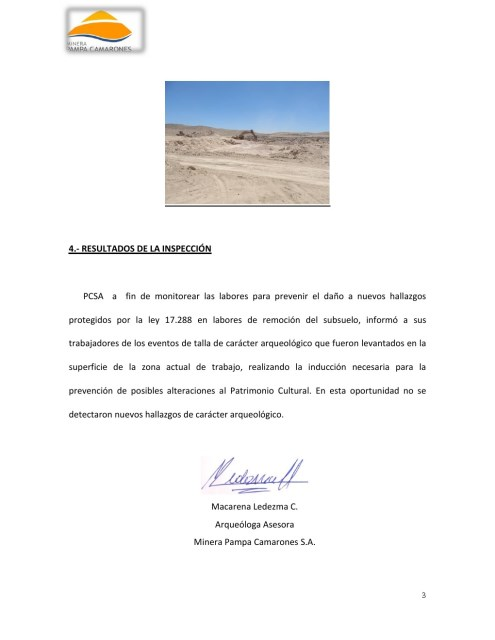 MINERA
PAMPA CAMARONES
4.- RESULTADOS DE LA INSPECCIÓN
PCSA a fin de monitorear las labores para prevenir el daño a nuevos hallazgos
protegidos por la ley 17.288 en labores de remoción del subsuelo, informó a sus
trabajadores de los eventos de talla de carácter arqueológico que fueron levantados en la
superficie de la zona actual de trabajo, realizando la inducción necesaria para la
prevención de posibles alteraciones al Patrimonio Cultural. En esta oportunidad no se
detectaron nuevos hallazgos de carácter arqueológico.
Macarena Ledezma C.
Arqueóloga Asesora
Minera Pampa Camarones S.A.
3